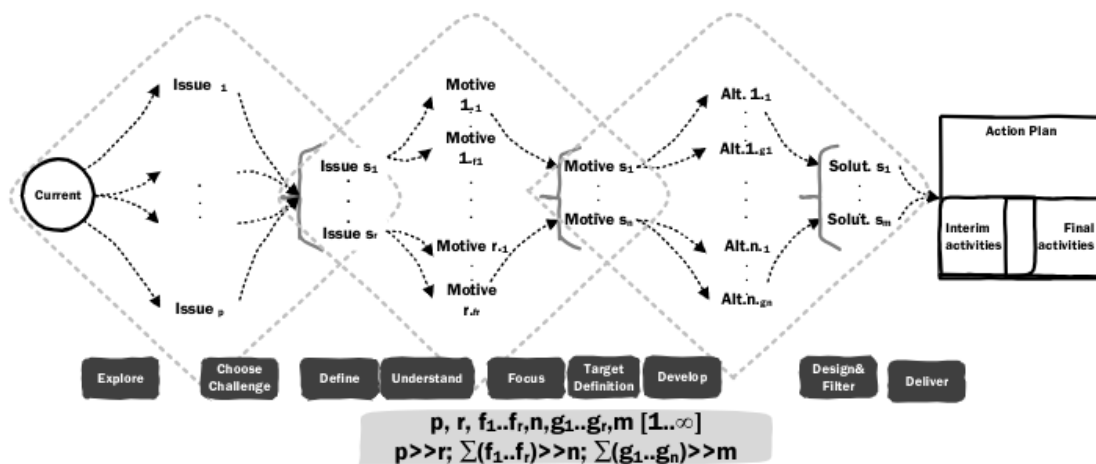 Current
Issue 1
.
.
Issue p
Issue s1
.
.
.
Issue sr
Motive
1.1
.
Motive
1.f1
.
.
.
Motive r.1
.
Motive
r.fr
Motive s1
.
.
Motive sn
Alt. 1.1
.
.
Alt.1.g1
.
.
.
Alt.n.1
.
.
Alt.n.gn
Solut. s1
.
.
Solut. sm
Action Plan
Interim
activities
Final
activities
Explore
Choose
Challenge
Define
Understand
Focus
Target
Definition
Develop
Design&
Filter
Deliver
p, r, f1..fr,n,g1..gr,m [1..∞]
p>>r; ∑(f1..fr)>>n; ∑(g1..gn)>>m